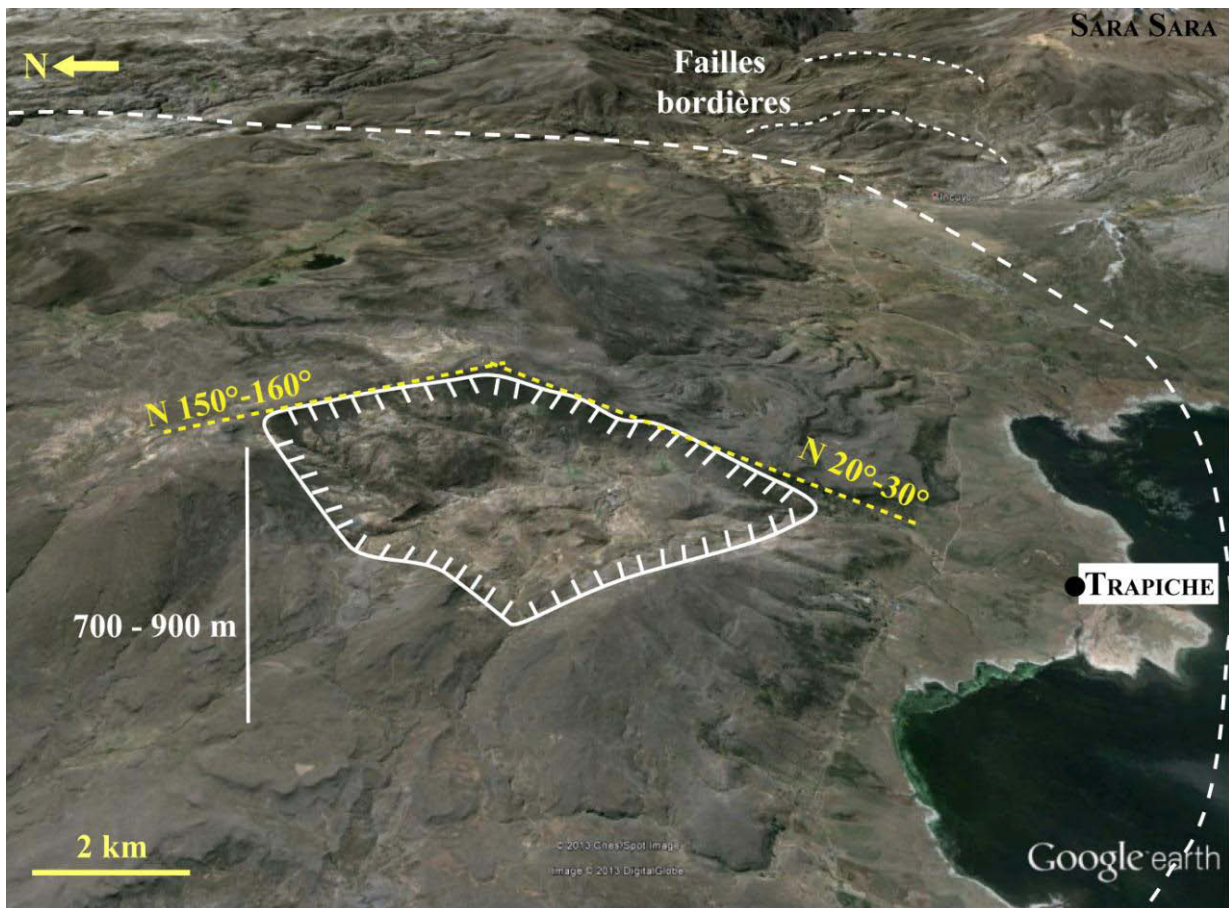 SARA SARA
N
Failles
bordières
Incuyo
N 150°-160°
N 20°-30°
700 - 900 m
TRAPICHE
2 km
© 2013 Cnes/Spot Image
Image © 2013 DigitalGlobe
Google earth